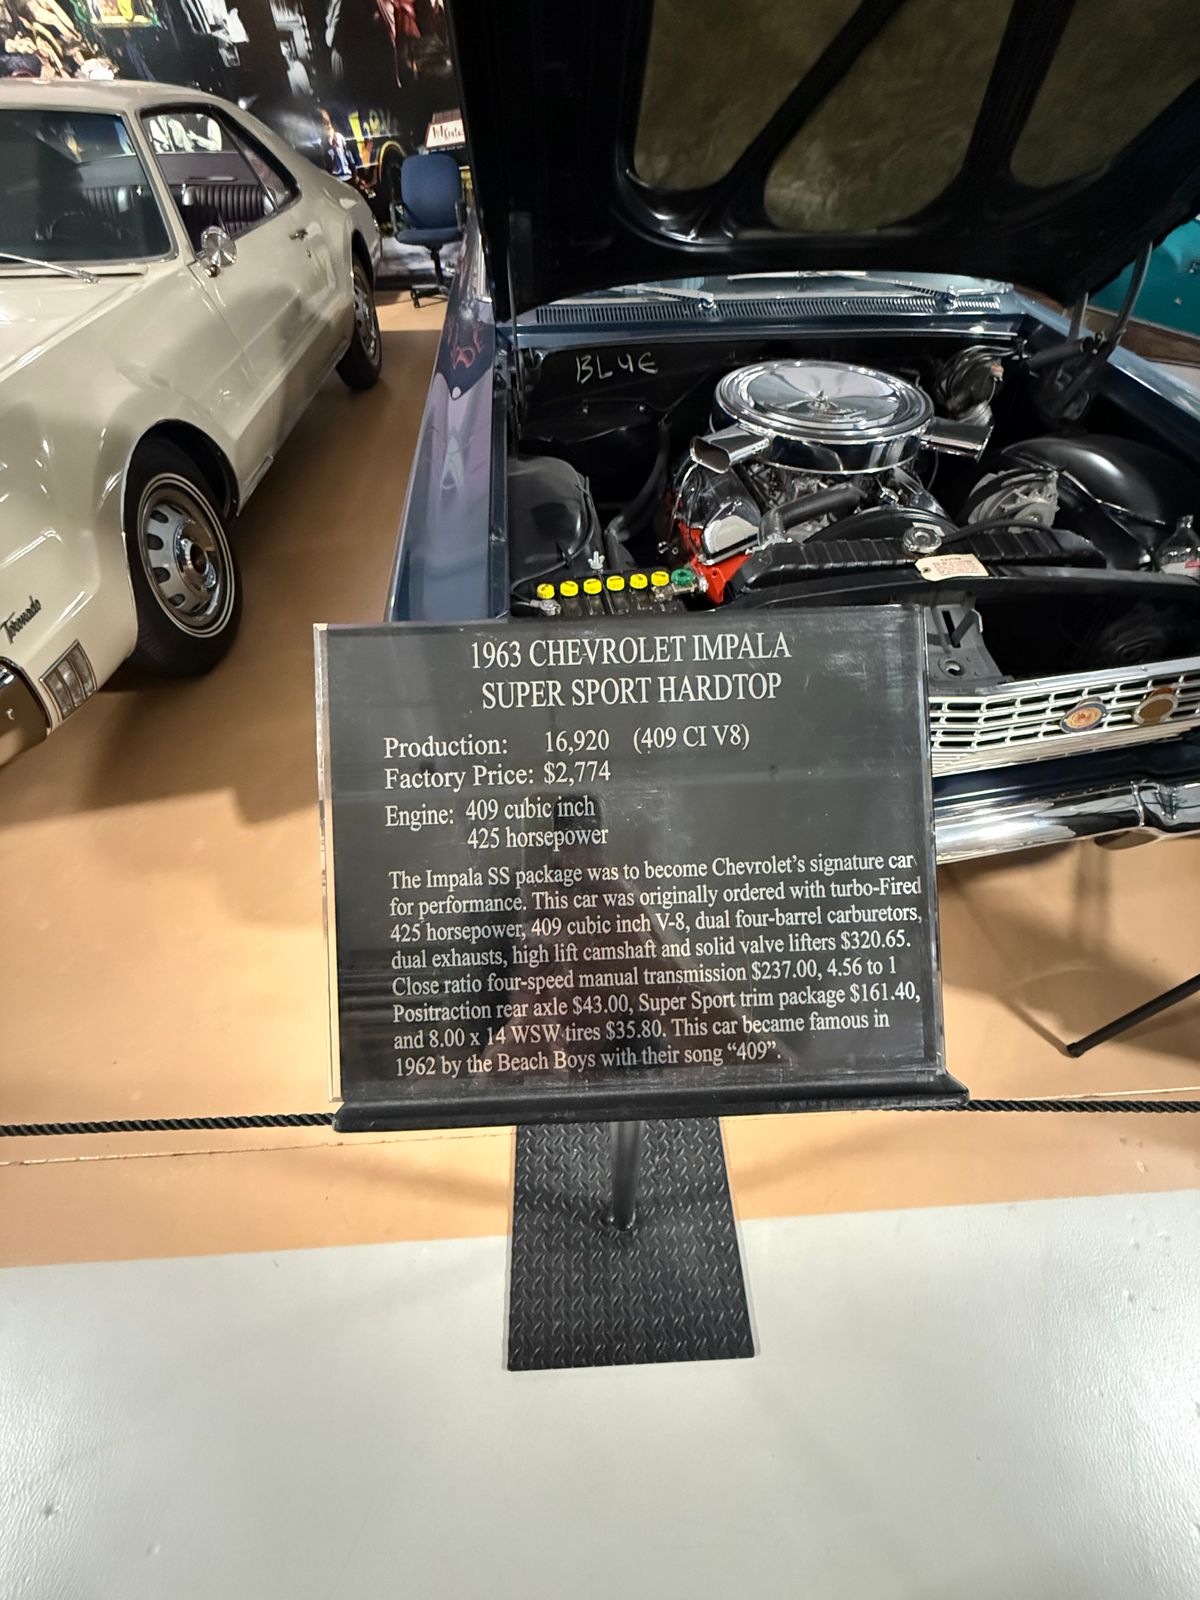 BLUE
Toronado
1963 CHEVROLET IMPALA
SUPER SPORT HARDTOP
Production: 16,920 (409 CI V8)
Factory Price: $2,774
Engine: 409 cubic inch
425 horsepower
The Impala SS package was to become Chevrolet's signature car
for performance. This car was originally ordered with turbo-Fired
425 horsepower, 409 cubic inch V-8, dual four-barrel carburetors,
dual exhausts, high lift camshaft and solid valve lifters $320.65.
Close ratio four-speed manual transmission $237.00, 4.56 to 1
Positraction rear axle $43.00, Super Sport trim package $161.40,
and 8.00 x 14 WSW tires $35.80. This car became famous in
1962 by the Beach Boys with their song “409”.